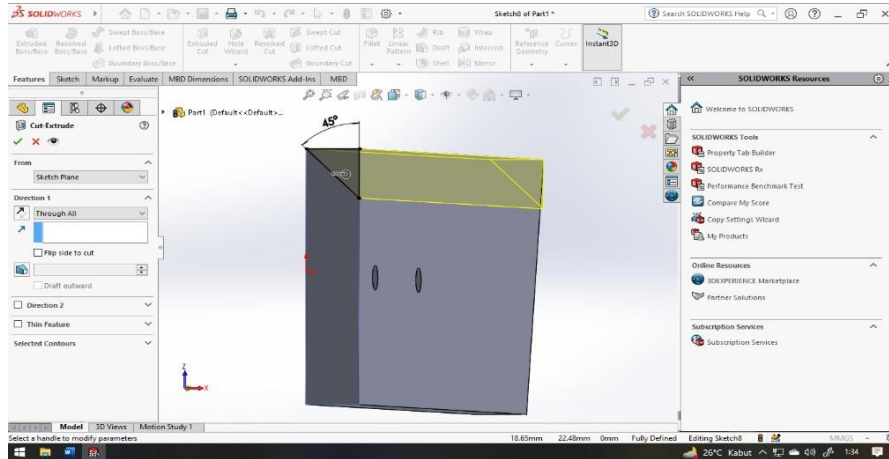 SOLIDWORKS
Sketch8 of Part1 *
Search SOLIDWORKS Help
Extruded Boss/Base
Revolved Boss/Base
Swept Boss/Base
Lofted Boss/Base
Boundary Boss/Base
Extruded Cut
Hole Wizard
Revolved Cut
Swept Cut
Lofted Cut
Boundary Cut
Fillet
Linear Pattern
Rib
Draft
Shell
Wrap
Intersect
Mirror
Reference Geometry
Curves
Instant3D
Features Sketch Markup Evaluate MBD Dimensions SOLIDWORKS Add-Ins MBD
Part1 (Default<<Default>...
Cut-Extrude
From
Sketch Plane
Direction 1
Through All
Flip side to cut
Draft outward
Direction 2
Thin Feature
Selected Contours
45°
Z
X
SOLIDWORKS Resources
Welcome to SOLIDWORKS
SOLIDWORKS Tools
Property Tab Builder
SOLIDWORKS Rx
Performance Benchmark Test
Compare My Score
Copy Settings Wizard
My Products
Online Resources
3DEXPERIENCE Marketplace
Partner Solutions
Subscription Services
Subscription Services
Model 3D Views Motion Study 1
Select a handle to modify parameters
18.65mm 22.48mm 0mm Fully Defined Editing Sketch8 MMGS
26°C Kabut 1:34